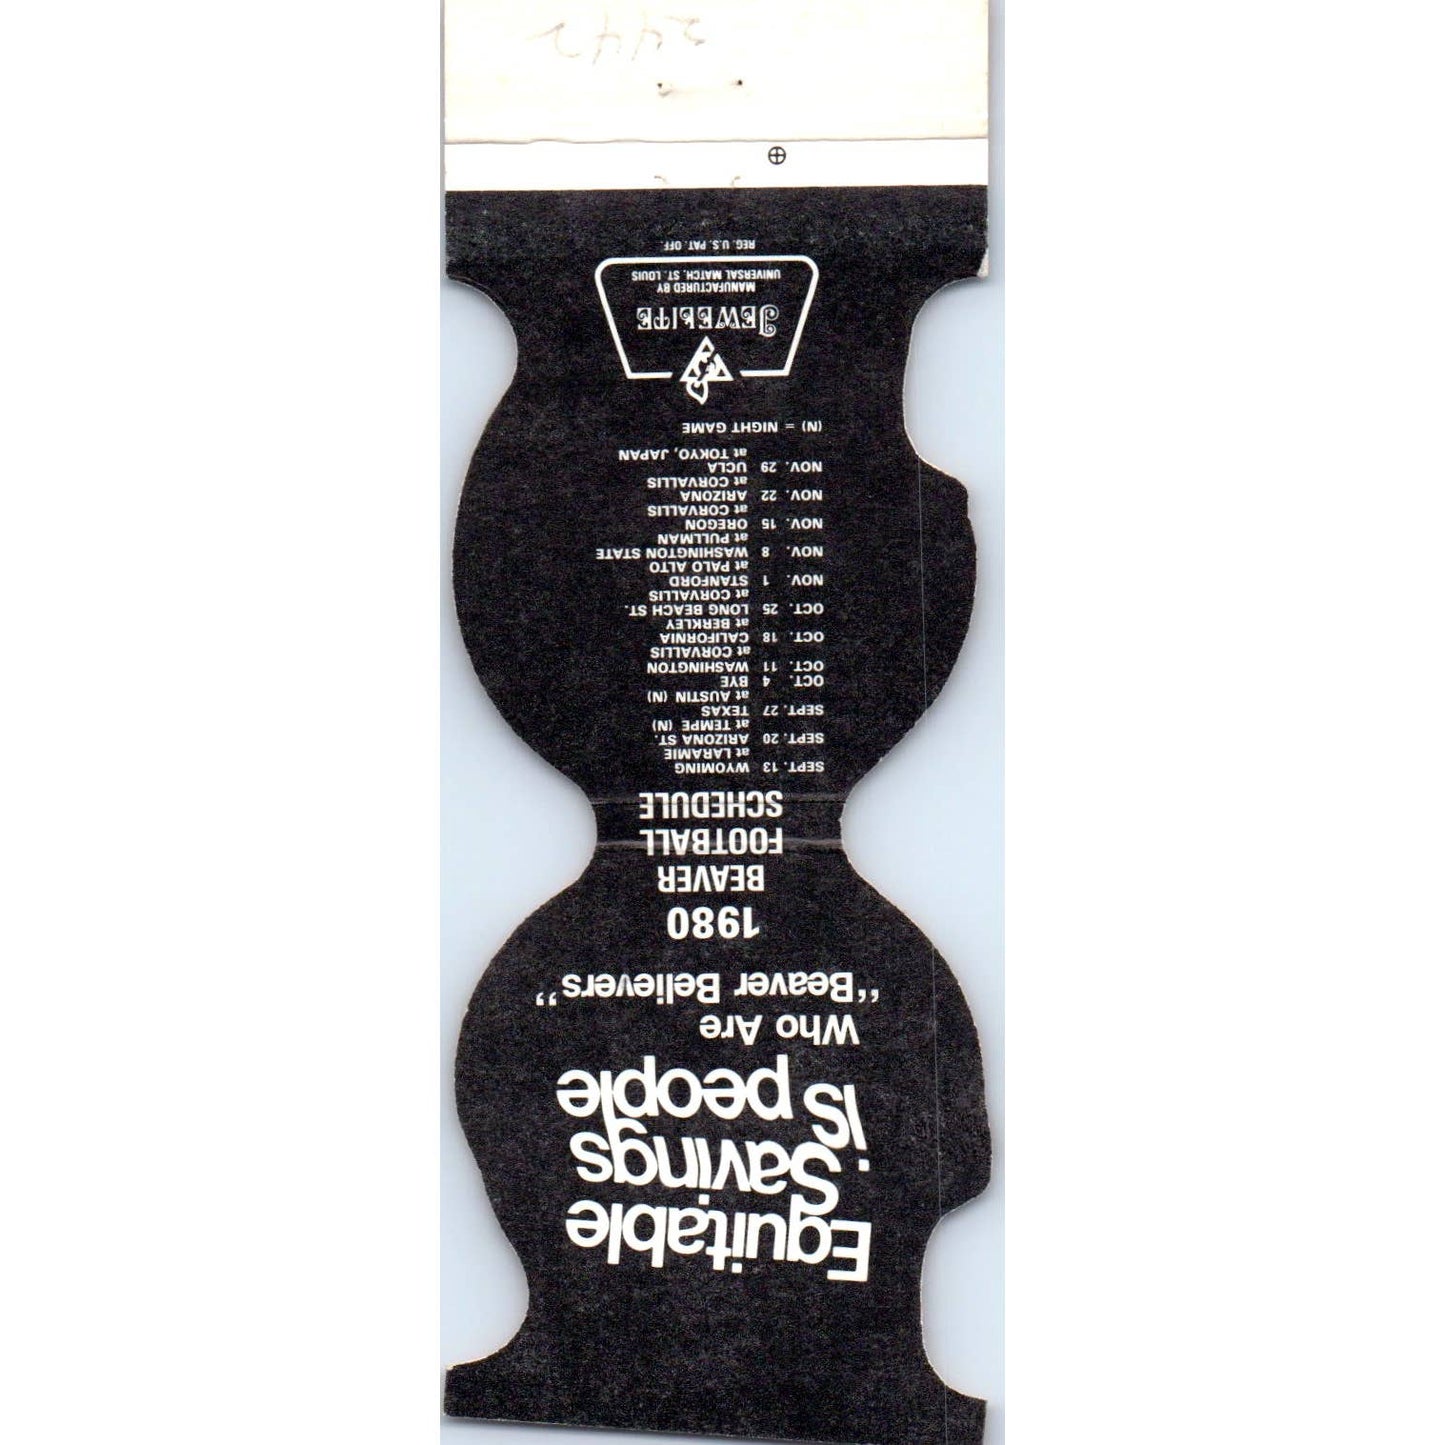 Equitable
Savings
is people
Who Are
“Beaver Believers”
1980
BEAVER
FOOTBALL
SCHEDULE
SEPT. 13 WYOMING
at LARAMIE
SEPT. 20 ARIZONA ST.
at TEMPE (N)
SEPT. 27 TEXAS
at AUSTIN (N)
OCT. 4 BYE
OCT. 11 WASHINGTON
at CORVALLIS
OCT. 18 CALIFORNIA
at BERKLEY
OCT. 25 LONG BEACH ST.
at CORVALLIS
NOV. 1 STANFORD
at PALO ALTO
NOV. 8 WASHINGTON STATE
at PULLMAN
NOV. 15 OREGON
at CORVALLIS
NOV. 22 ARIZONA
at CORVALLIS
NOV. 29 UCLA
at TOKYO, JAPAN
(N) = NIGHT GAME
JEWELITE
MANUFACTURED BY
UNIVERSAL MATCH, ST. LOUIS
REG. U.S. PAT. OFF.